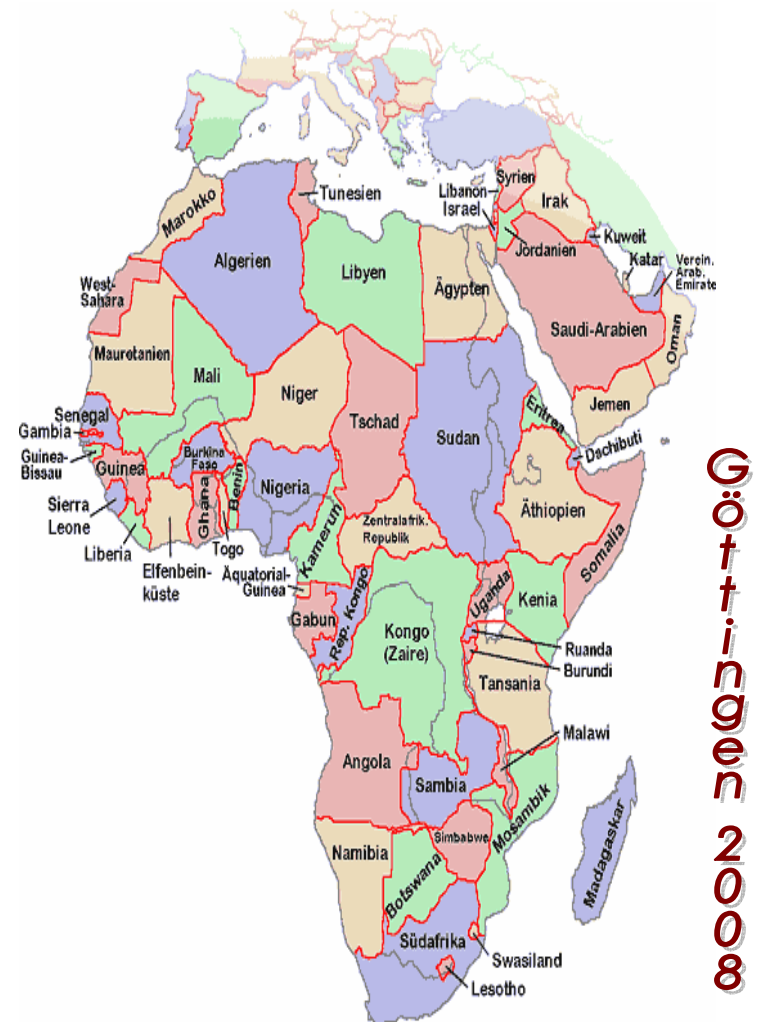 Tunesien
Marokko
Algerien
Libyen
Ägypten
Libanon
Israel
Syrien
Irak
Jordanien
Kuweit
Katar
Verein.
Arab.
Emirate
West-
Sahara
Saudi-Arabien
Oman
Jemen
Mauretanien
Mali
Niger
Tschad
Sudan
Eritrea
Dschibuti
Senegal
Gambia
Guinea-
Bissau
Guinea
Burkina
Faso
Benin
Nigeria
Ghana
Sierra
Leone
Liberia
Elfenbein-
küste
Togo
Kamerun
Zentralafrik.
Republik
Äthiopien
Somalia
Äquatorial-
Guinea
Gabun
Rep. Kongo
Kongo
(Zaire)
Uganda
Kenia
Ruanda
Burundi
Tansania
Malawi
Angola
Sambia
Mosambik
Simbabwe
Namibia
Botswana
Madagaskar
Südafrika
Swasiland
Lesotho
Göttingen 2008